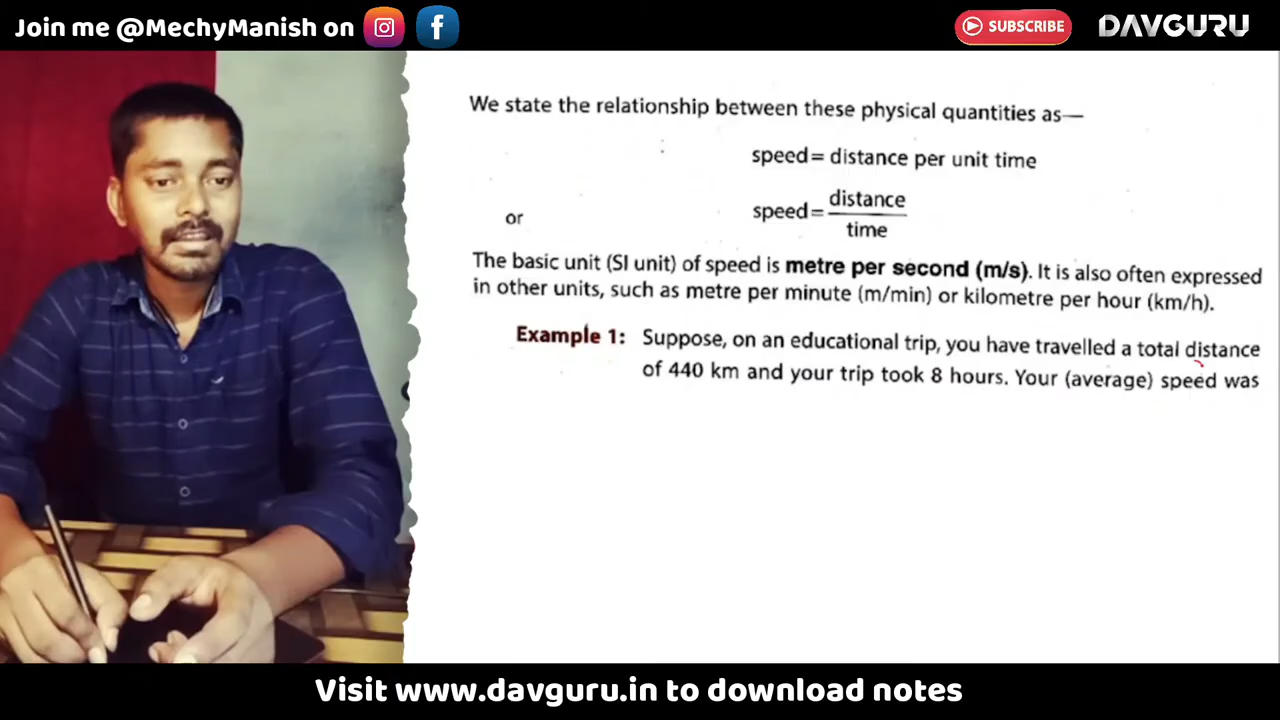 Join me @MechyManish on
SUBSCRIBE
DAVGURU
We state the relationship between these physical quantities as—
speed= distance per unit time
or
speed= distance
time
The basic unit (SI unit) of speed is metre per second (m/s). It is also often expressed
in other units, such as metre per minute (m/min) or kilometre per hour (km/h).
Example 1: Suppose, on an educational trip, you have travelled a total distance
of 440 km and your trip took 8 hours. Your (average) speed was
Visit www.davguru.in to download notes